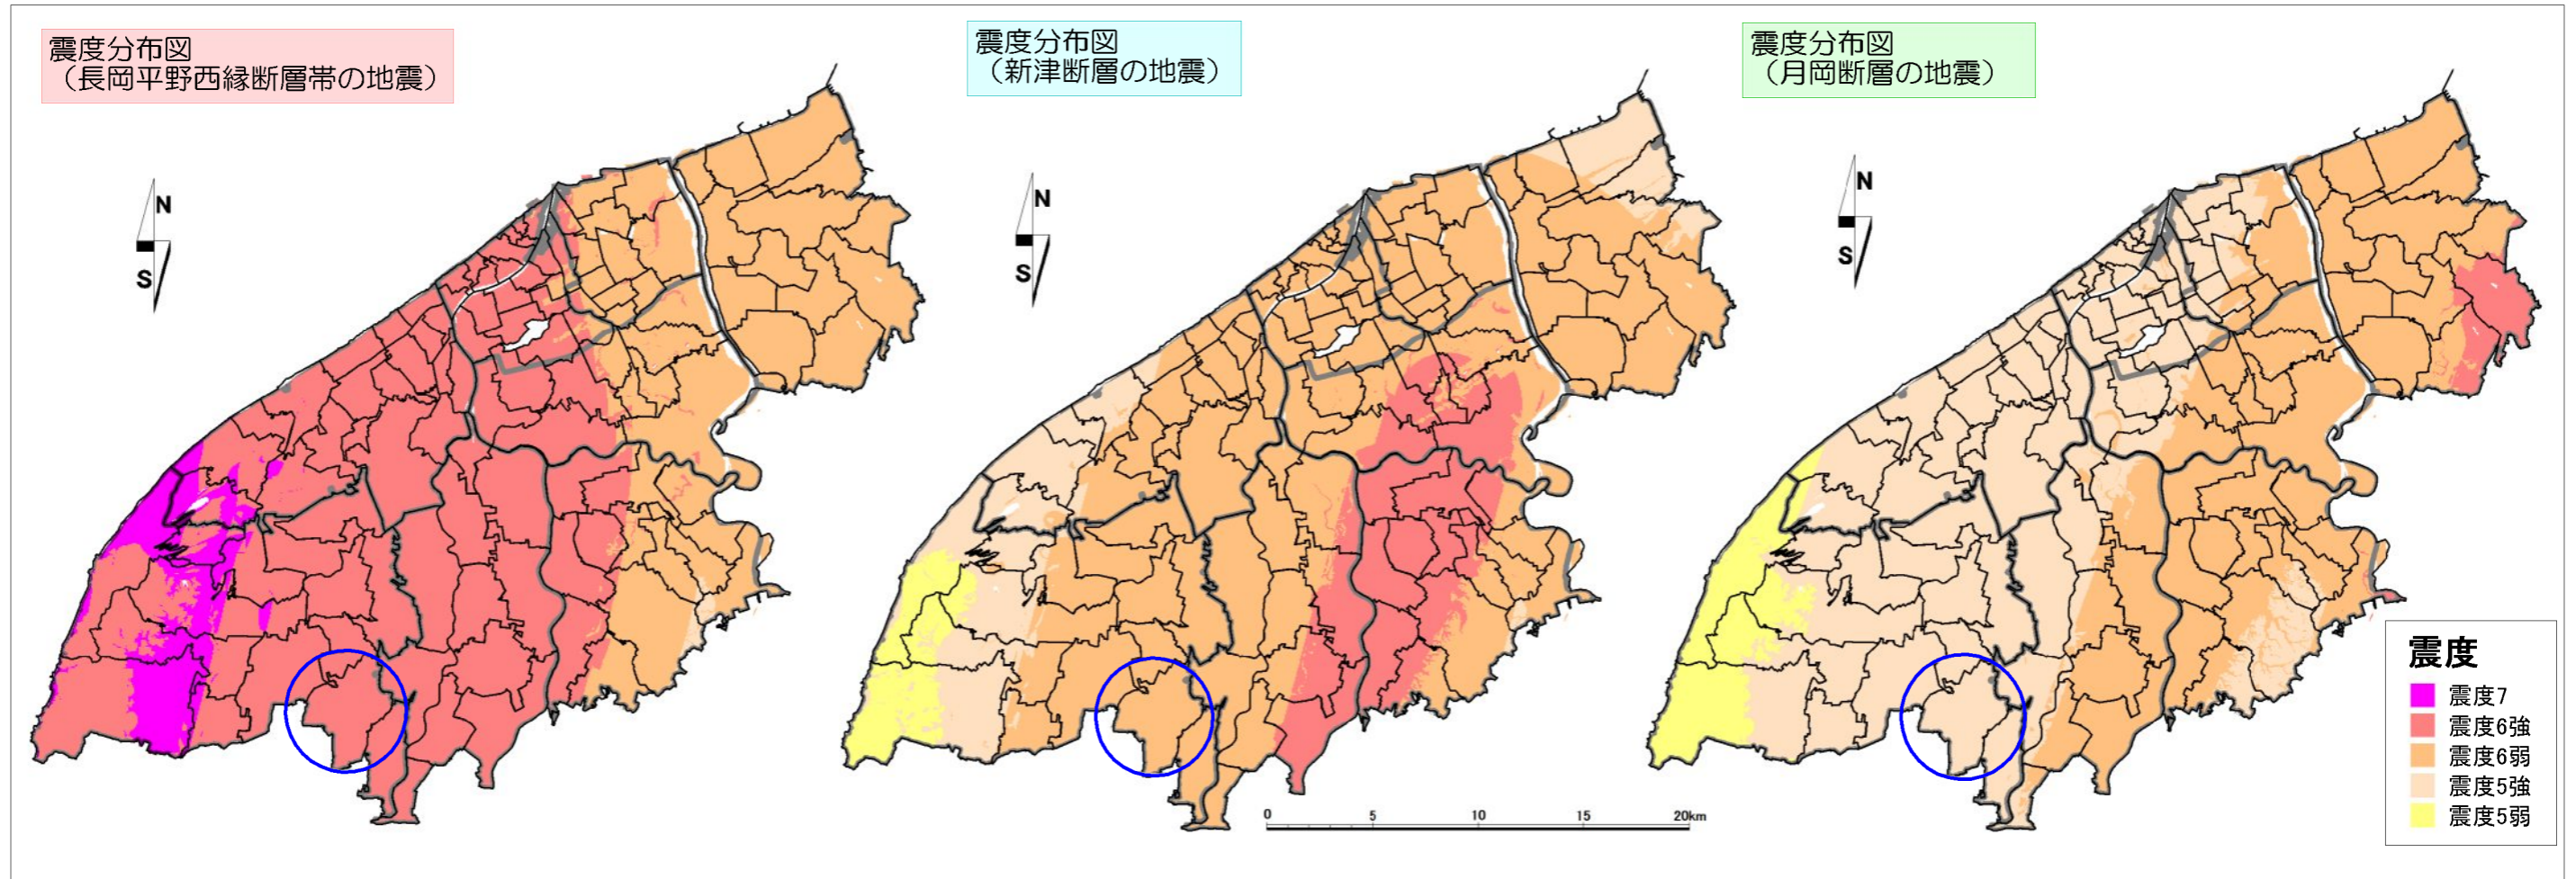 震度分布図
（長岡平野西縁断層帯の地震）
震度分布図
（新津断層の地震）
震度分布図
（月岡断層の地震）
N
S
N
S
N
S
震度
震度7
震度6強
震度6弱
震度5強
震度5弱
0 5 10 15 20km